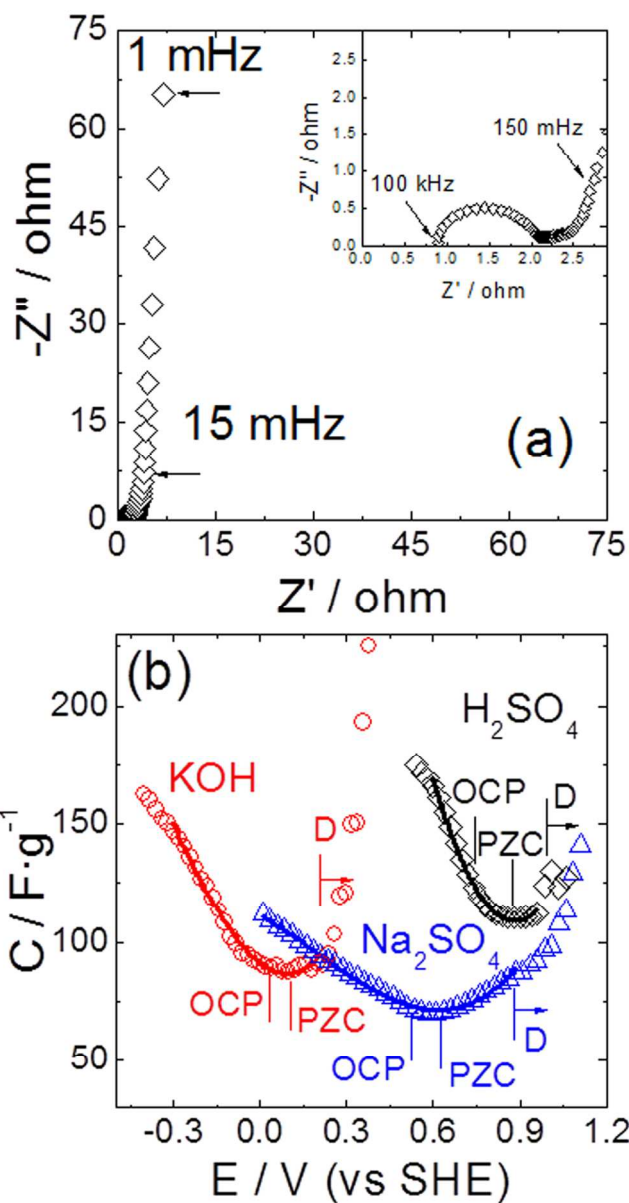 75
60
45
30
15
0
-Z" / ohm
1 mHz
15 mHz
(a)
2.5
2.0
1.5
1.0
0.5
0.0
-Z" / ohm
100 kHz
150 mHz
0.0 0.5 1.0 1.5 2.0 2.5
Z' / ohm
0 15 30 45 60 75
Z' / ohm
(b)
200
150
100
50
C / F·g⁻¹
KOH
D
OCP
PZC
H₂SO₄
OCP
D
PZC
Na₂SO₄
D
OCP
PZC
-0.3 0.0 0.3 0.6 0.9 1.2
E / V (vs SHE)